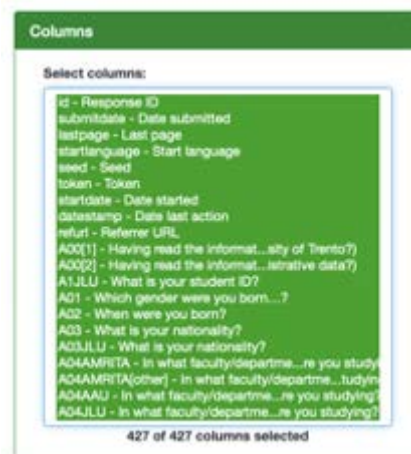 Columns
Select columns:
id - Response ID
submitdate - Date submitted
lastpage - Last page
startlanguage - Start language
seed - Seed
token - Token
startdate - Date started
datestamp - Date last action
refurl - Referrer URL
A00[1] - Having read the informat...sity of Trento?)
A00[2] - Having read the informat...istrative data?)
A1JLU - What is your student ID?
A01 - Which gender were you born...?
A02 - When were you born?
A03 - What is your nationality?
A03JLU - What is your nationality?
A04AMRITA - In what faculty/departme...re you study
A04AMRITA[other] - In what faculty/departme...tudyin
A04AAU - In what faculty/departme...re you studying?
A04JLU - In what faculty/departme...re you studying?
427 of 427 columns selected